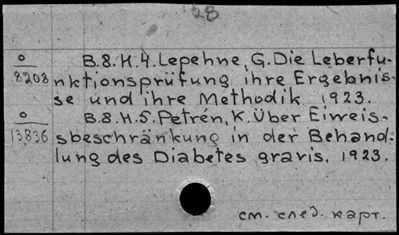 28
o B.8.H.4. Lepehne, G. Die Leberfu-
8208 nktionsprüfung ihre Ergebnis-
se und ihre Methodik 1923.
o B.8.H.5. Petrén, K. Über Eiweis-
13836 sbeschränkung in der Behand-
lung des Diabetes gravis. 1923.
см. след. карт.